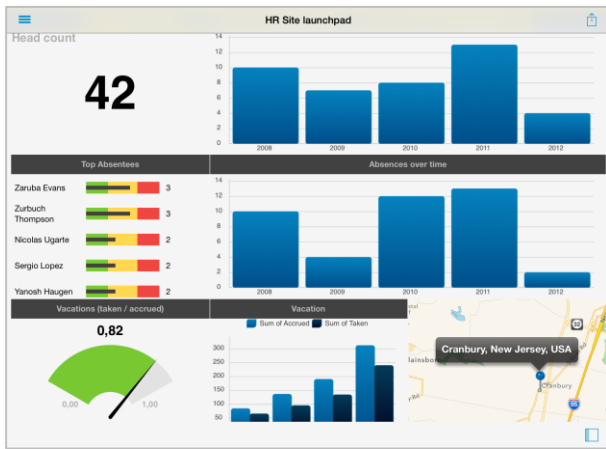 HR Site launchpad
Head count
42
14
12
10
8
6
4
2
0
2008 2009 2010 2011 2012
Top Absentees
Zaruba Evans 3
Zurbuch
Thompson 3
Nicolas Ugarte 2
Sergio Lopez 2
Yanosh Haugen 2
Absences over time
14
12
10
8
6
4
2
0
2008 2009 2010 2011 2012
Vacations (taken / accrued)
0,82
0,00 1,00
Vacation
Sum of Accrued Sum of Taken
300
250
200
150
100
50
Cranbury, New Jersey, USA
lainsbor
Cranbury
Rd